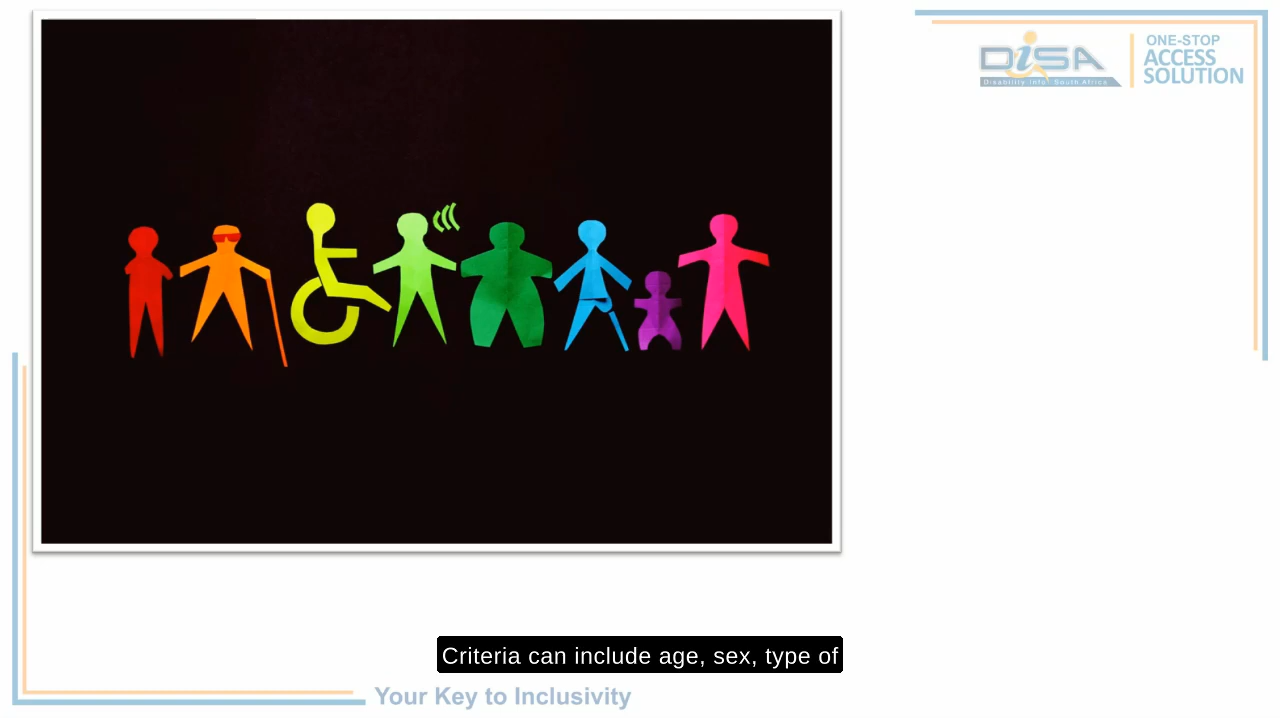 DiSA
Disability Info South Africa
ONE-STOP
ACCESS
SOLUTION
Criteria can include age, sex, type of
Your Key to Inclusivity